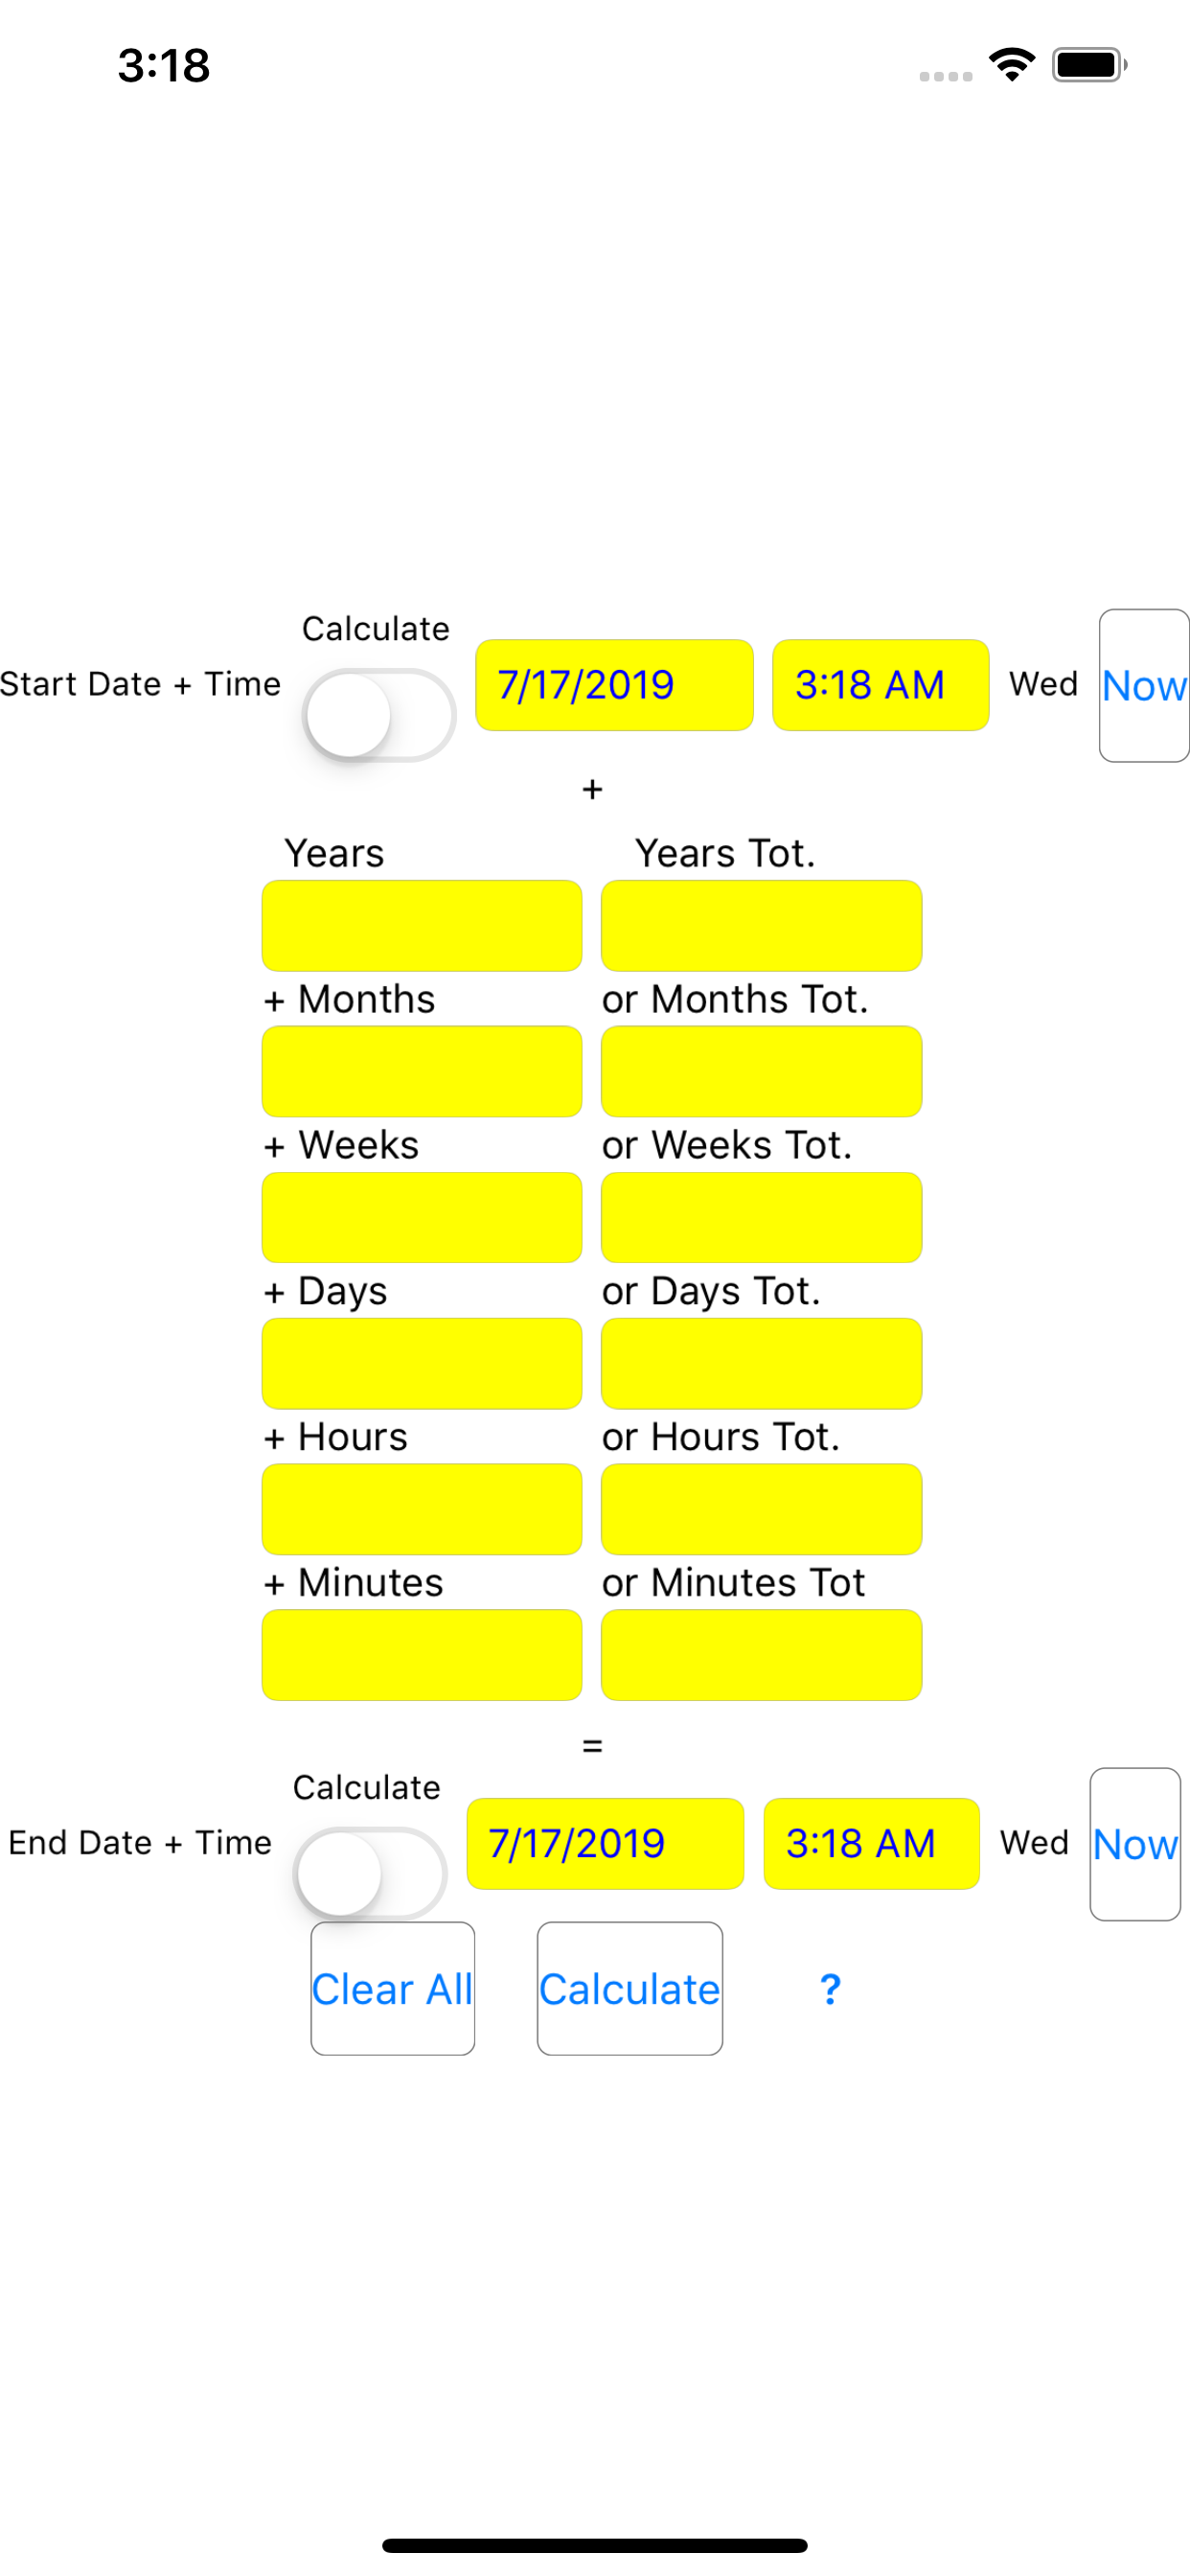 3:18
Calculate
Start Date + Time 7/17/2019 3:18 AM Wed Now
+
Years Years Tot.
+ Months or Months Tot.
+ Weeks or Weeks Tot.
+ Days or Days Tot.
+ Hours or Hours Tot.
+ Minutes or Minutes Tot
=
Calculate
End Date + Time 7/17/2019 3:18 AM Wed Now
Clear All Calculate ?